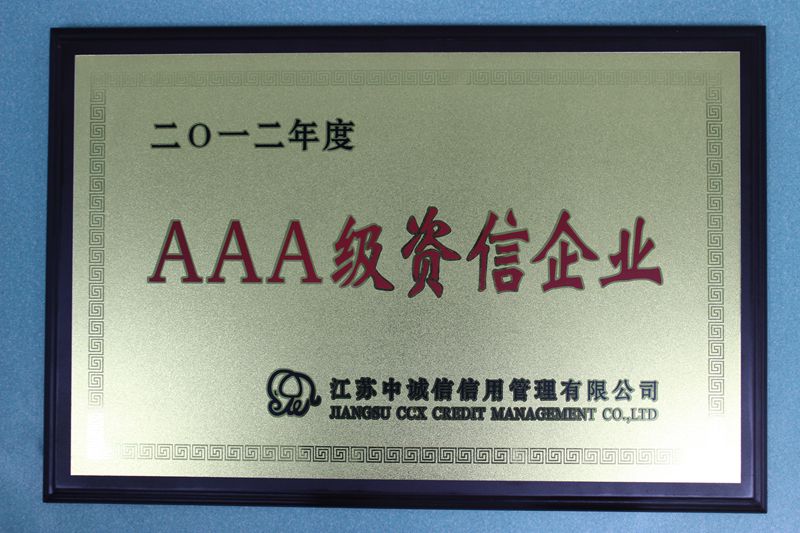 二〇一二年度
AAA级资信企业
江苏中诚信信用管理有限公司
JIANGSU CCX CREDIT MANAGEMENT CO.,LTD